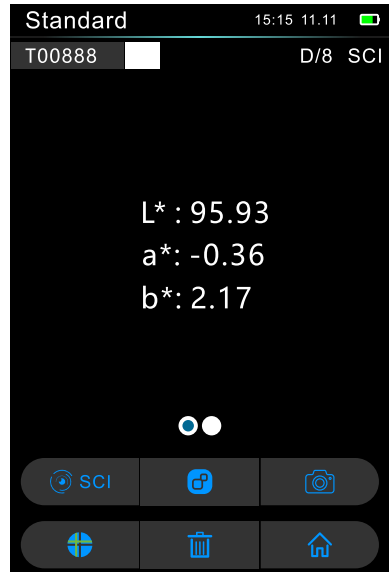 Standard 15:15 11.11
T00888 D/8 SCI
L* : 95.93
a*: -0.36
b*: 2.17
SCI